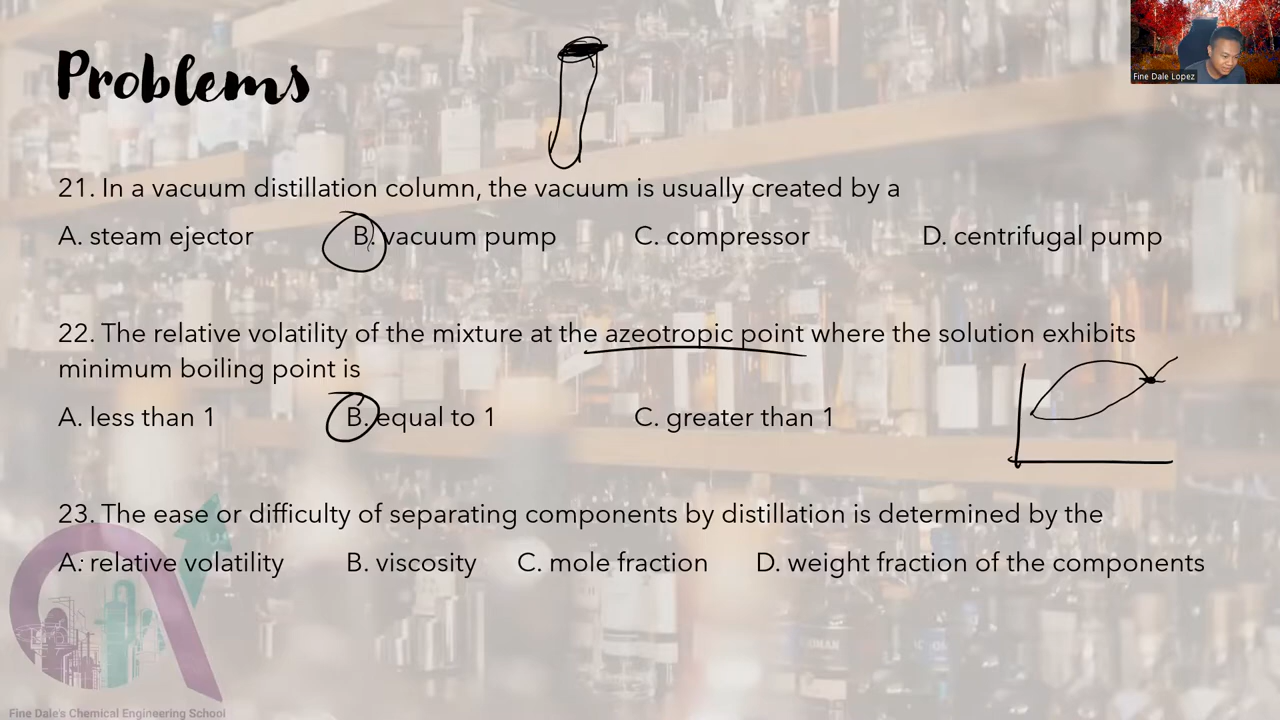 Problems
Fine Dale Lopez
21. In a vacuum distillation column, the vacuum is usually created by a
A. steam ejector B. vacuum pump C. compressor D. centrifugal pump
22. The relative volatility of the mixture at the azeotropic point where the solution exhibits
minimum boiling point is
A. less than 1 B. equal to 1 C. greater than 1
23. The ease or difficulty of separating components by distillation is determined by the
A. relative volatility B. viscosity C. mole fraction D. weight fraction of the components
Fine Dale's Chemical Engineering School